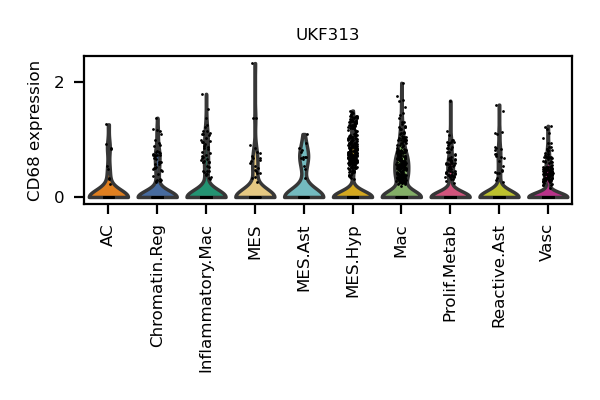 UKF313
CD68 expression
2
0
AC
Chromatin.Reg
Inflammatory.Mac
MES
MES.Ast
MES.Hyp
Mac
Prolif.Metab
Reactive.Ast
Vasc